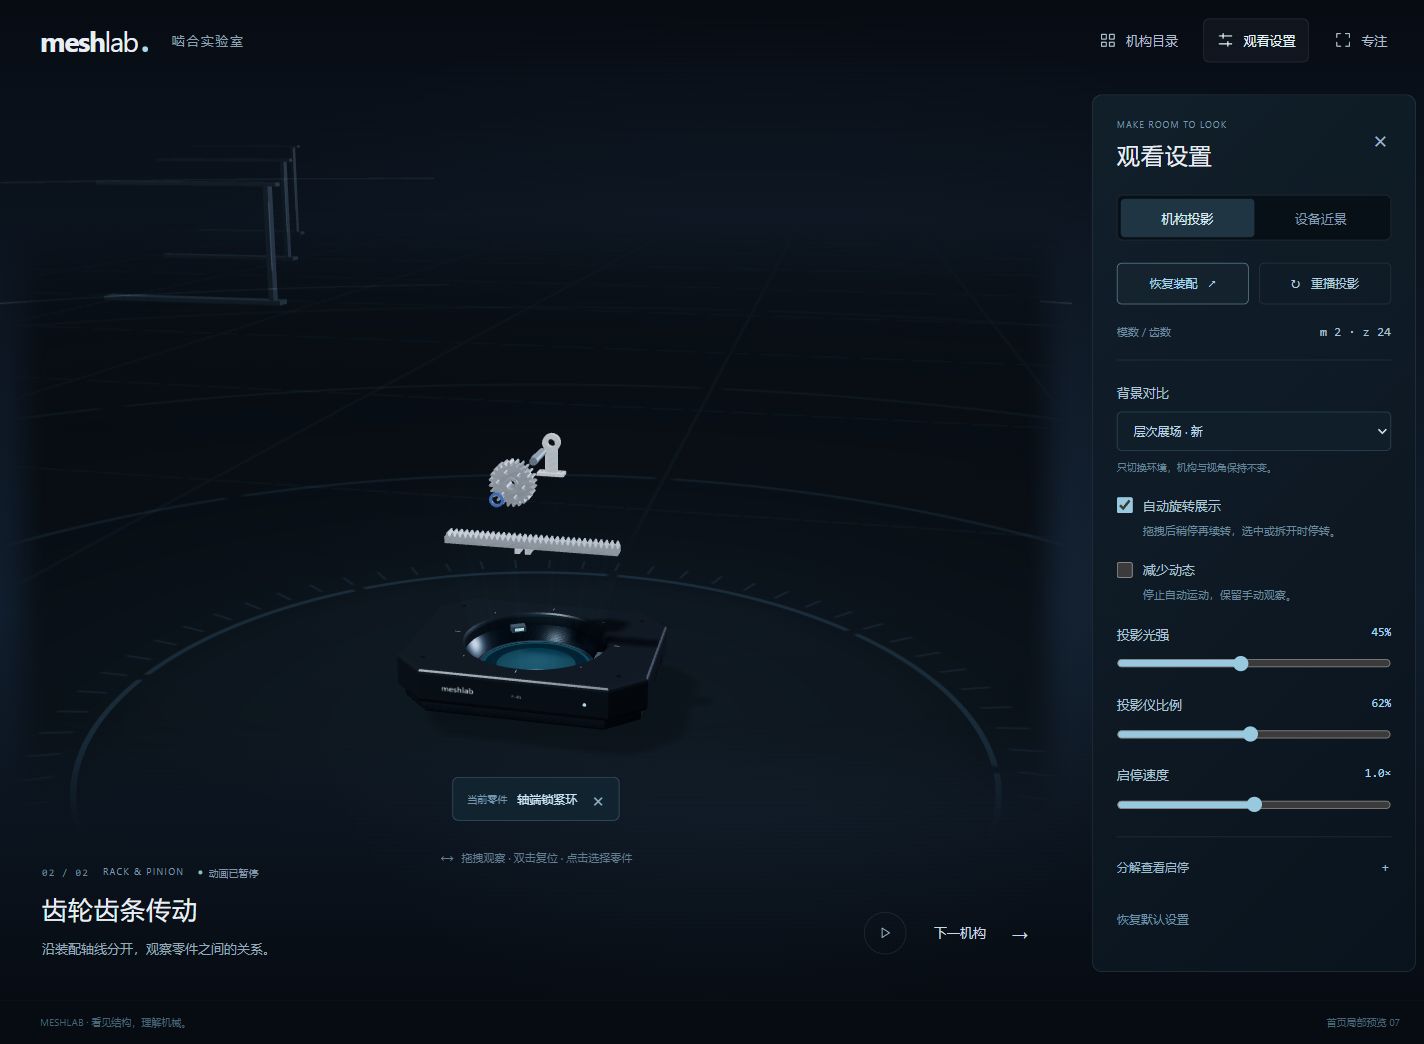 meshlab. 啮合实验室
机构目录
观看设置
专注
MAKE ROOM TO LOOK
观看设置
机构投影
设备近景
恢复装配 ↗
↻ 重播投影
模数 / 齿数
m 2 · z 24
背景对比
层次展场 · 新
只切换环境，机构与视角保持不变。
自动旋转展示
拖拽后稍停再续转，选中或拆开时停转。
减少动态
停止自动运动，保留手动观察。
投影光强
45%
投影仪比例
62%
启停速度
1.0×
分解查看启停
+
恢复默认设置
meshlab
当前零件 轴端锁紧环 ×
↔ 拖拽观察 · 双击复位 · 点击选择零件
02 / 02 RACK & PINION • 动画已暂停
齿轮齿条传动
沿装配轴线分开，观察零件之间的关系。
下一机构 →
MESHLAB · 看见结构，理解机械。
首页局部预览 07